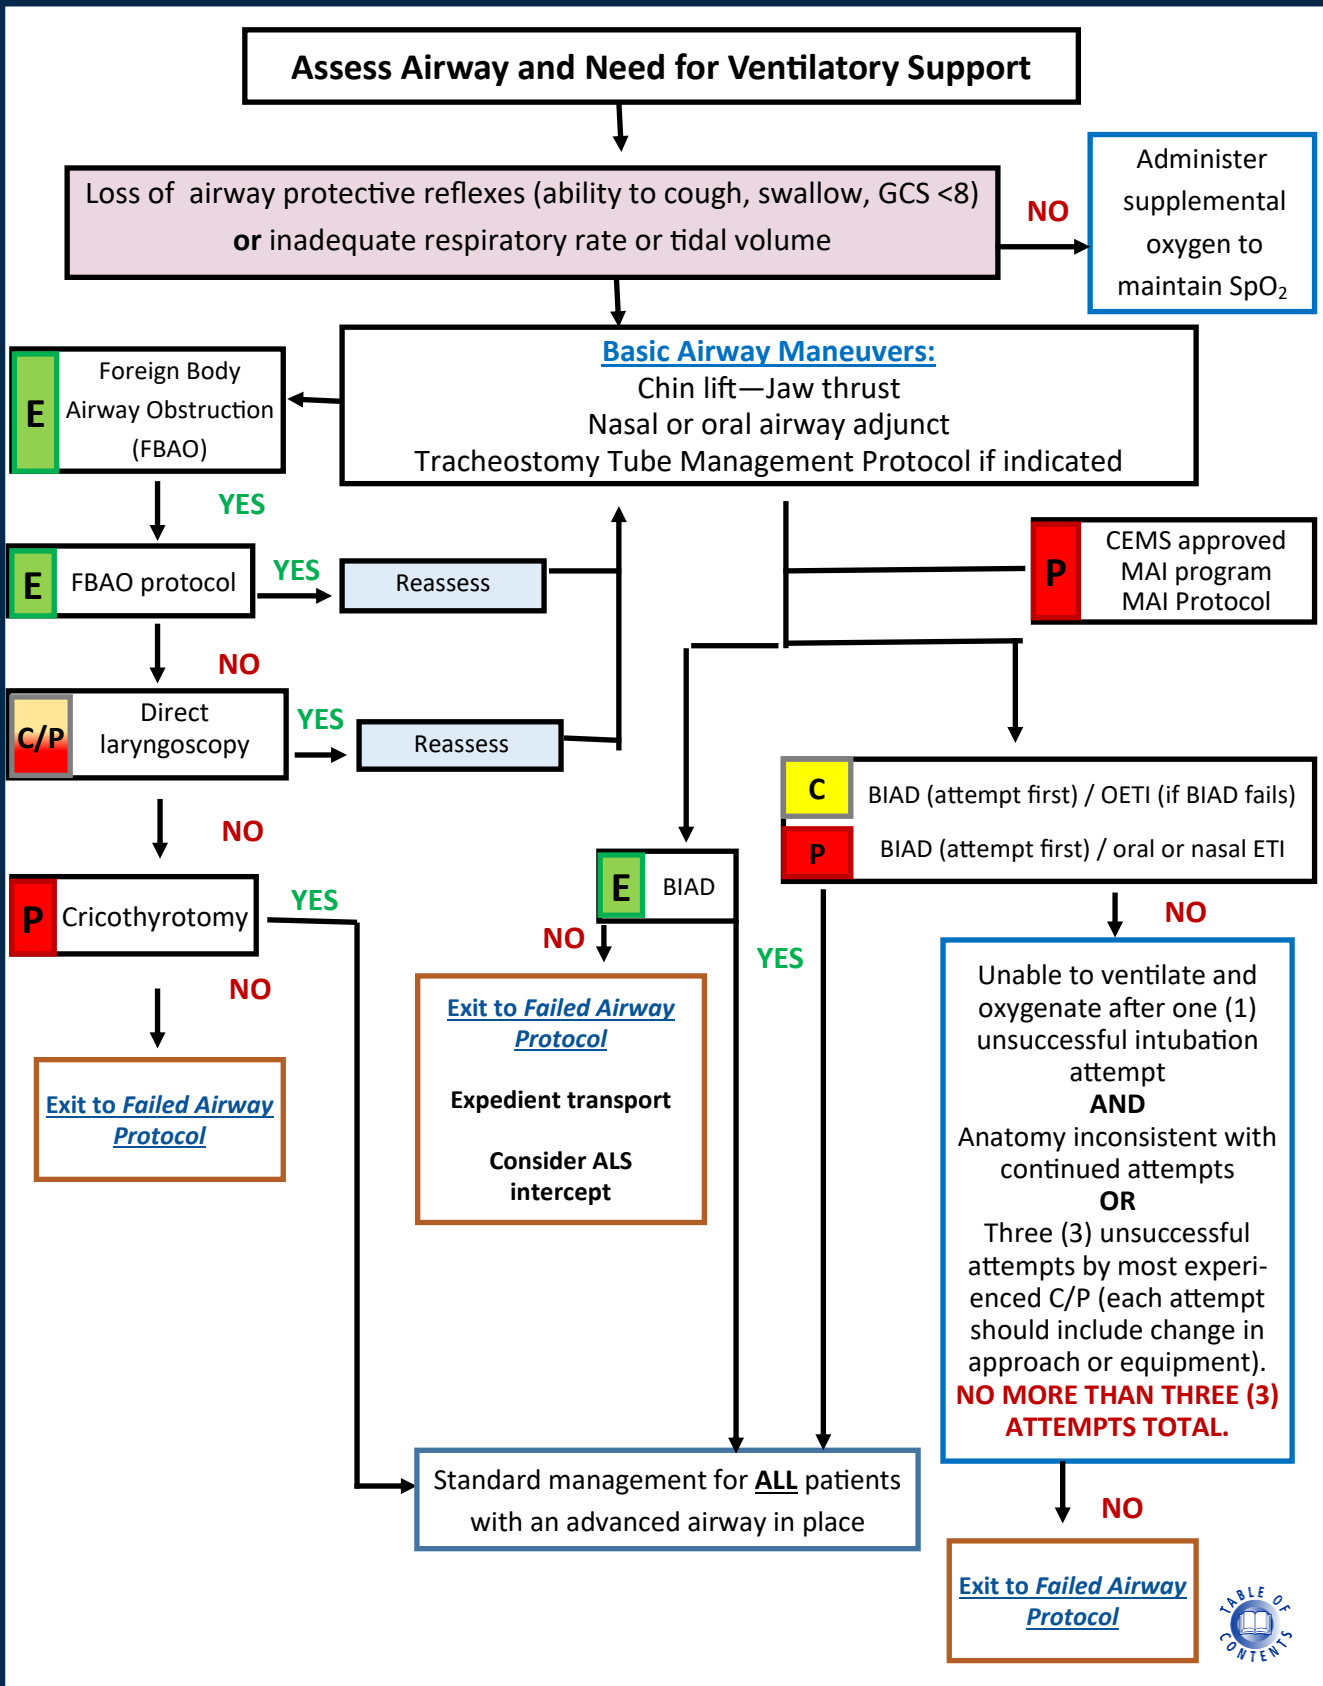 Assess Airway and Need for Ventilatory Support
Loss of airway protective reflexes (ability to cough, swallow, GCS <8)
or inadequate respiratory rate or tidal volume
NO
Administer
supplemental
oxygen to
maintain SpO₂
Basic Airway Maneuvers:
Chin lift—Jaw thrust
Nasal or oral airway adjunct
Tracheostomy Tube Management Protocol if indicated
E
Foreign Body
Airway Obstruction
(FBAO)
YES
E
FBAO protocol
YES
Reassess
NO
C/P
Direct
laryngoscopy
YES
Reassess
NO
P
Cricothyrotomy
YES
NO
Exit to Failed Airway
Protocol
P
CEMS approved
MAI program
MAI Protocol
E
BIAD
NO
Exit to Failed Airway
Protocol
Expedient transport
Consider ALS
intercept
C
BIAD (attempt first) / OETI (if BIAD fails)
P
BIAD (attempt first) / oral or nasal ETI
YES
NO
Unable to ventilate and
oxygenate after one (1)
unsuccessful intubation
attempt
AND
Anatomy inconsistent with
continued attempts
OR
Three (3) unsuccessful
attempts by most experi-
enced C/P (each attempt
should include change in
approach or equipment).
NO MORE THAN THREE (3)
ATTEMPTS TOTAL.
NO
Exit to Failed Airway
Protocol
Standard management for ALL patients
with an advanced airway in place
TABLE OF
CONTENTS